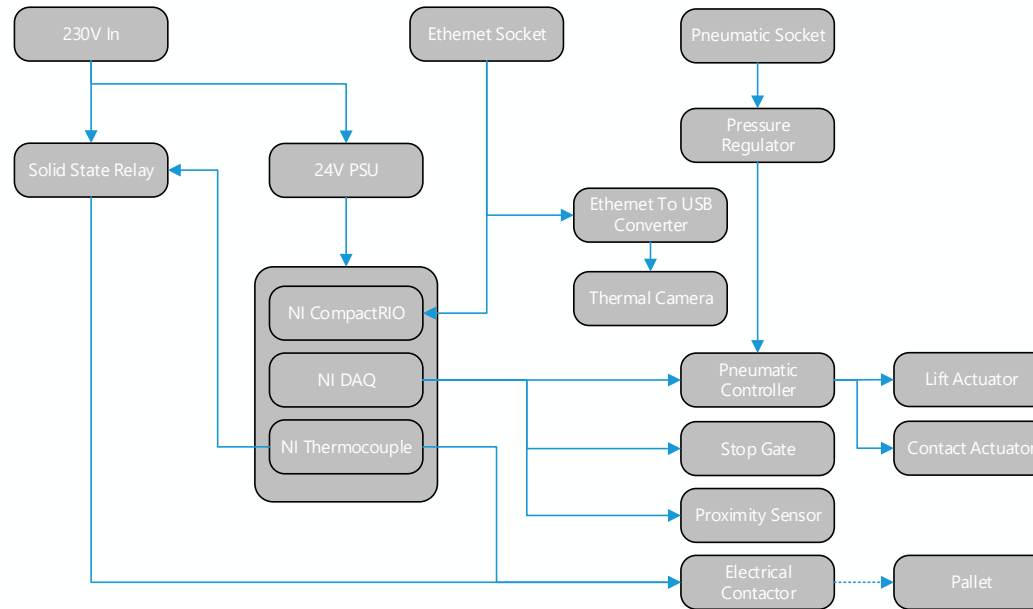 230V In
Ethernet Socket
Pneumatic Socket
Pressure
Regulator
Solid State Relay
24V PSU
Ethernet To USB
Converter
Thermal Camera
NI CompactRIO
NI DAQ
NI Thermocouple
Pneumatic
Controller
Lift Actuator
Stop Gate
Contact Actuator
Proximity Sensor
Electrical
Contactor
Pallet